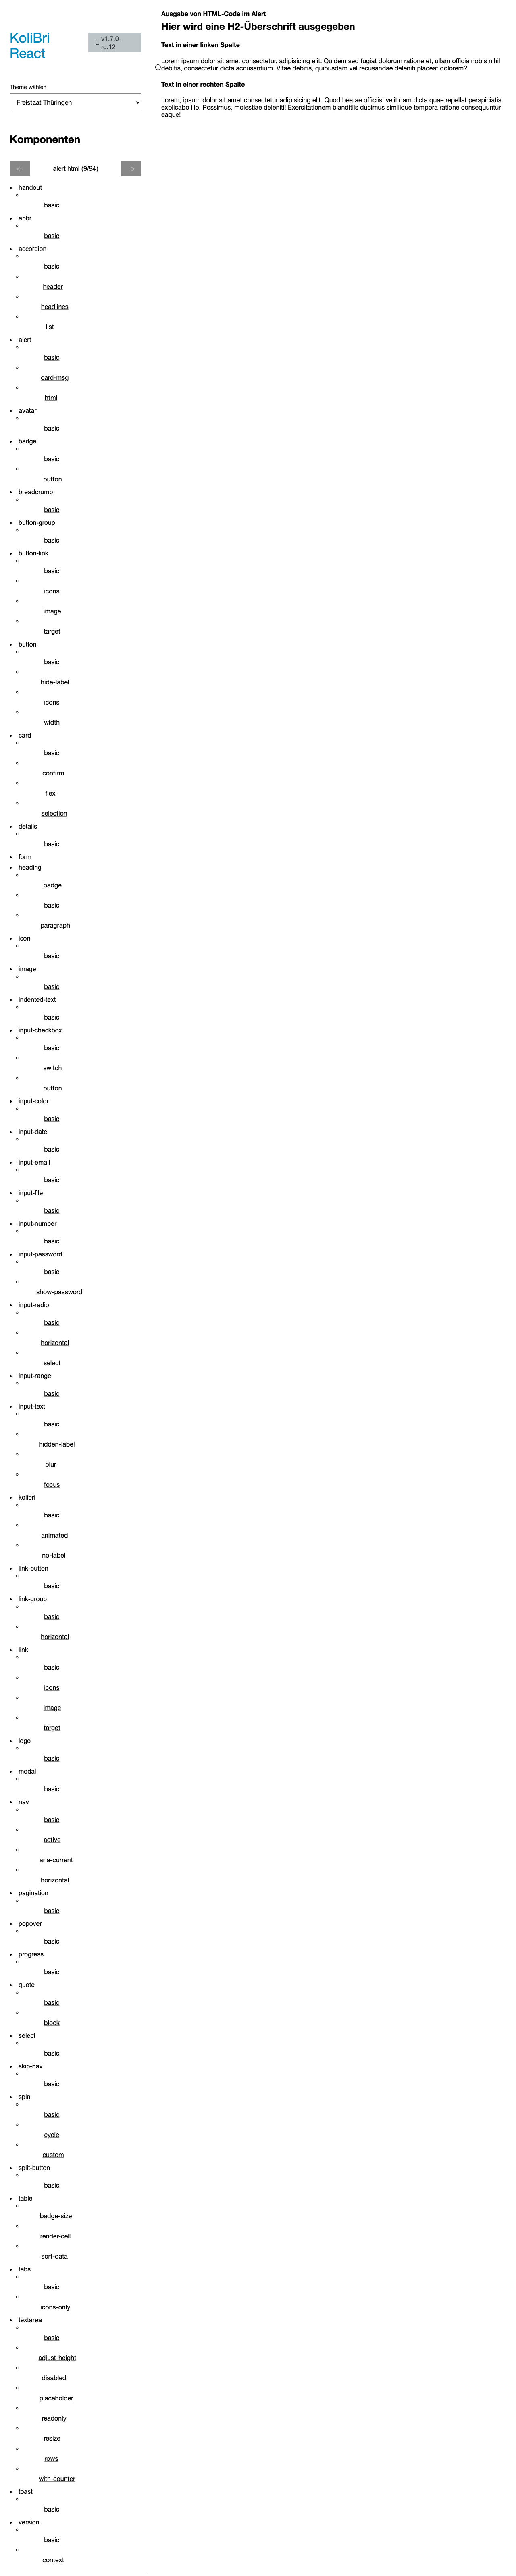 KoliBri
React
v1.7.0-
rc.12
Theme wählen
Freistaat Thüringen
Komponenten
←
alert html (9/94)
→
handout
basic
abbr
basic
accordion
basic
header
headlines
list
alert
basic
card-msg
html
avatar
basic
badge
basic
button
breadcrumb
basic
button-group
basic
button-link
basic
icons
image
target
button
basic
hide-label
icons
width
card
basic
confirm
flex
selection
details
basic
form
heading
badge
basic
paragraph
icon
basic
image
basic
indented-text
basic
input-checkbox
basic
switch
button
input-color
basic
input-date
basic
input-email
basic
input-file
basic
input-number
basic
input-password
basic
show-password
input-radio
basic
horizontal
select
input-range
basic
input-text
basic
hidden-label
blur
focus
kolibri
basic
animated
no-label
link-button
basic
link-group
basic
horizontal
link
basic
icons
image
target
logo
basic
modal
basic
nav
basic
active
aria-current
horizontal
pagination
basic
popover
basic
progress
basic
quote
basic
block
select
basic
skip-nav
basic
spin
basic
cycle
custom
split-button
basic
table
badge-size
render-cell
sort-data
tabs
basic
icons-only
textarea
basic
adjust-height
disabled
placeholder
readonly
resize
rows
with-counter
toast
basic
version
basic
context
Ausgabe von HTML-Code im Alert
Hier wird eine H2-Überschrift ausgegeben
Text in einer linken Spalte
Lorem ipsum dolor sit amet consectetur, adipisicing elit. Quidem sed fugiat dolorum ratione et, ullam officia nobis nihil
debitis, consectetur dicta accusantium. Vitae debitis, quibusdam vel recusandae deleniti placeat dolorem?
Text in einer rechten Spalte
Lorem, ipsum dolor sit amet consectetur adipisicing elit. Quod beatae officiis, velit nam dicta quae repellat perspiciatis
explicabo illo. Possimus, molestiae deleniti! Exercitationem blanditiis ducimus similique tempora ratione consequuntur
eaque!